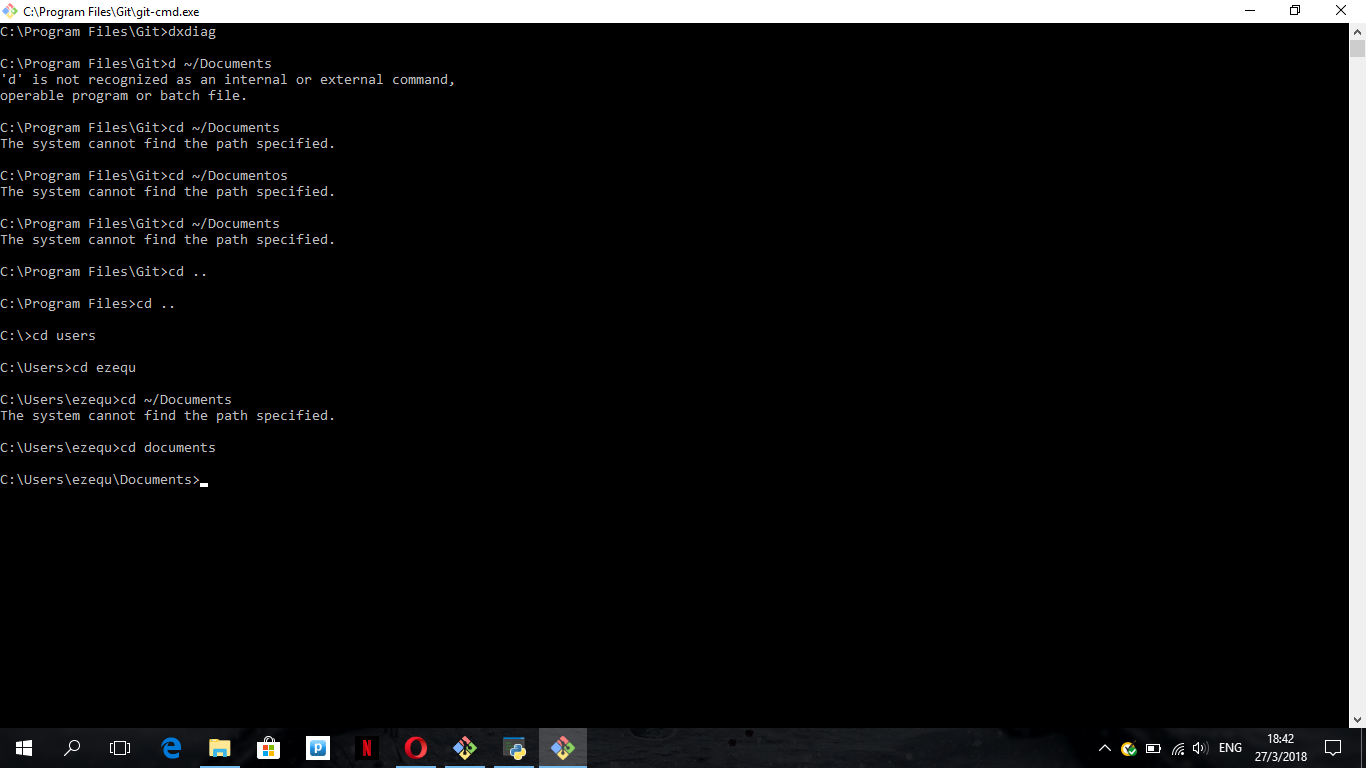 C:\Program Files\Git\git-cmd.exe
C:\Program Files\Git>dxdiag
C:\Program Files\Git>d ~/Documents
'd' is not recognized as an internal or external command,
operable program or batch file.
C:\Program Files\Git>cd ~/Documents
The system cannot find the path specified.
C:\Program Files\Git>cd ~/Documentos
The system cannot find the path specified.
C:\Program Files\Git>cd ~/Documents
The system cannot find the path specified.
C:\Program Files\Git>cd ..
C:\Program Files>cd ..
C:\>cd users
C:\Users>cd ezequ
C:\Users\ezequ>cd ~/Documents
The system cannot find the path specified.
C:\Users\ezequ>cd documents
C:\Users\ezequ\Documents>
ENG
18:42
27/3/2018